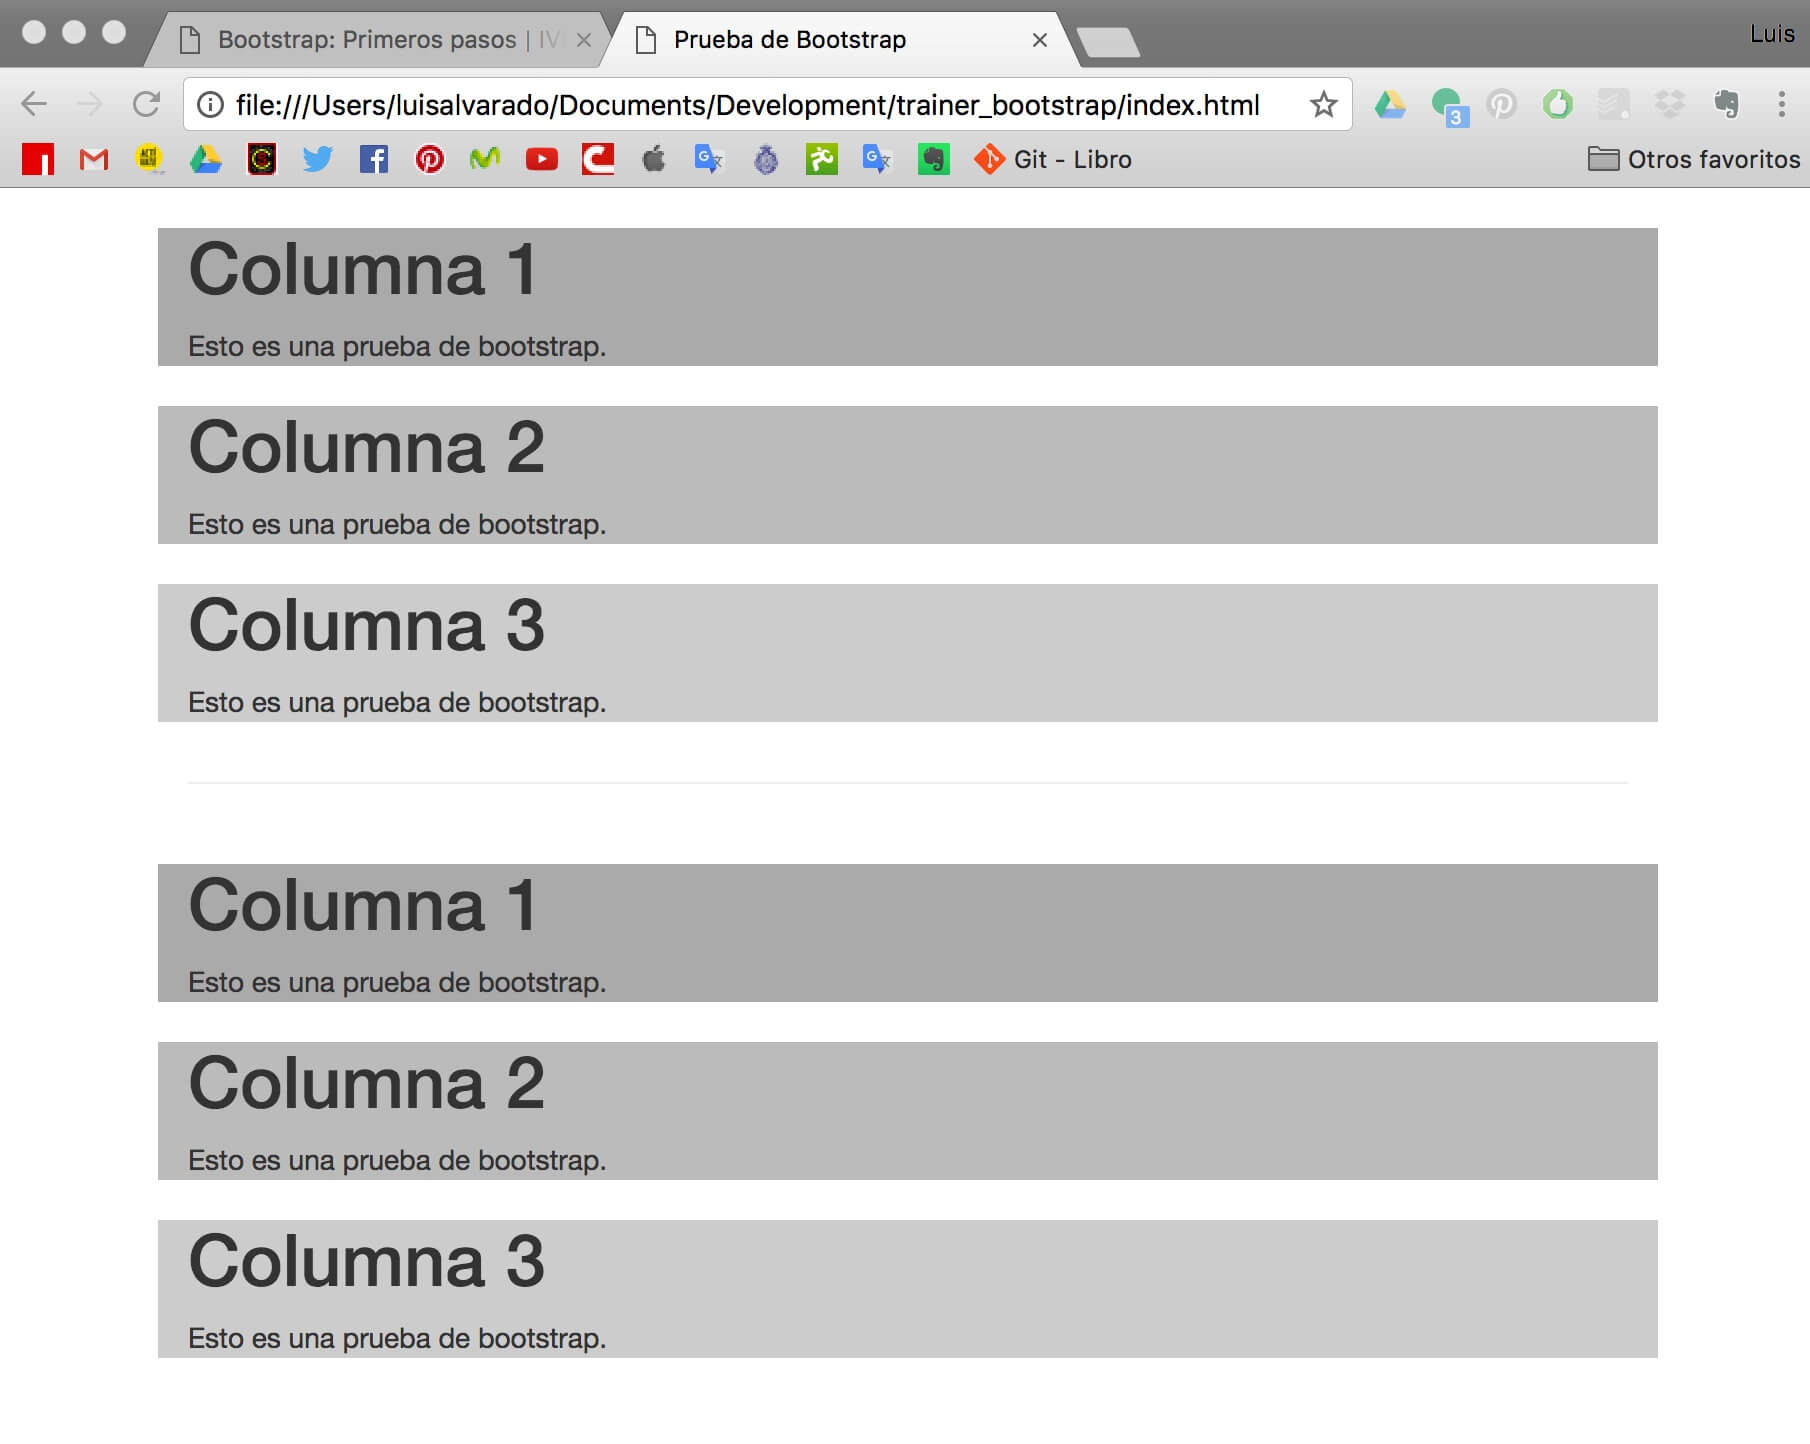 Bootstrap: Primeros pasos | IV
Prueba de Bootstrap
Luis
file:///Users/luisalvarado/Documents/Development/trainer_bootstrap/index.html
3
Git - Libro
Otros favoritos
Columna 1
Esto es una prueba de bootstrap.
Columna 2
Esto es una prueba de bootstrap.
Columna 3
Esto es una prueba de bootstrap.
Columna 1
Esto es una prueba de bootstrap.
Columna 2
Esto es una prueba de bootstrap.
Columna 3
Esto es una prueba de bootstrap.